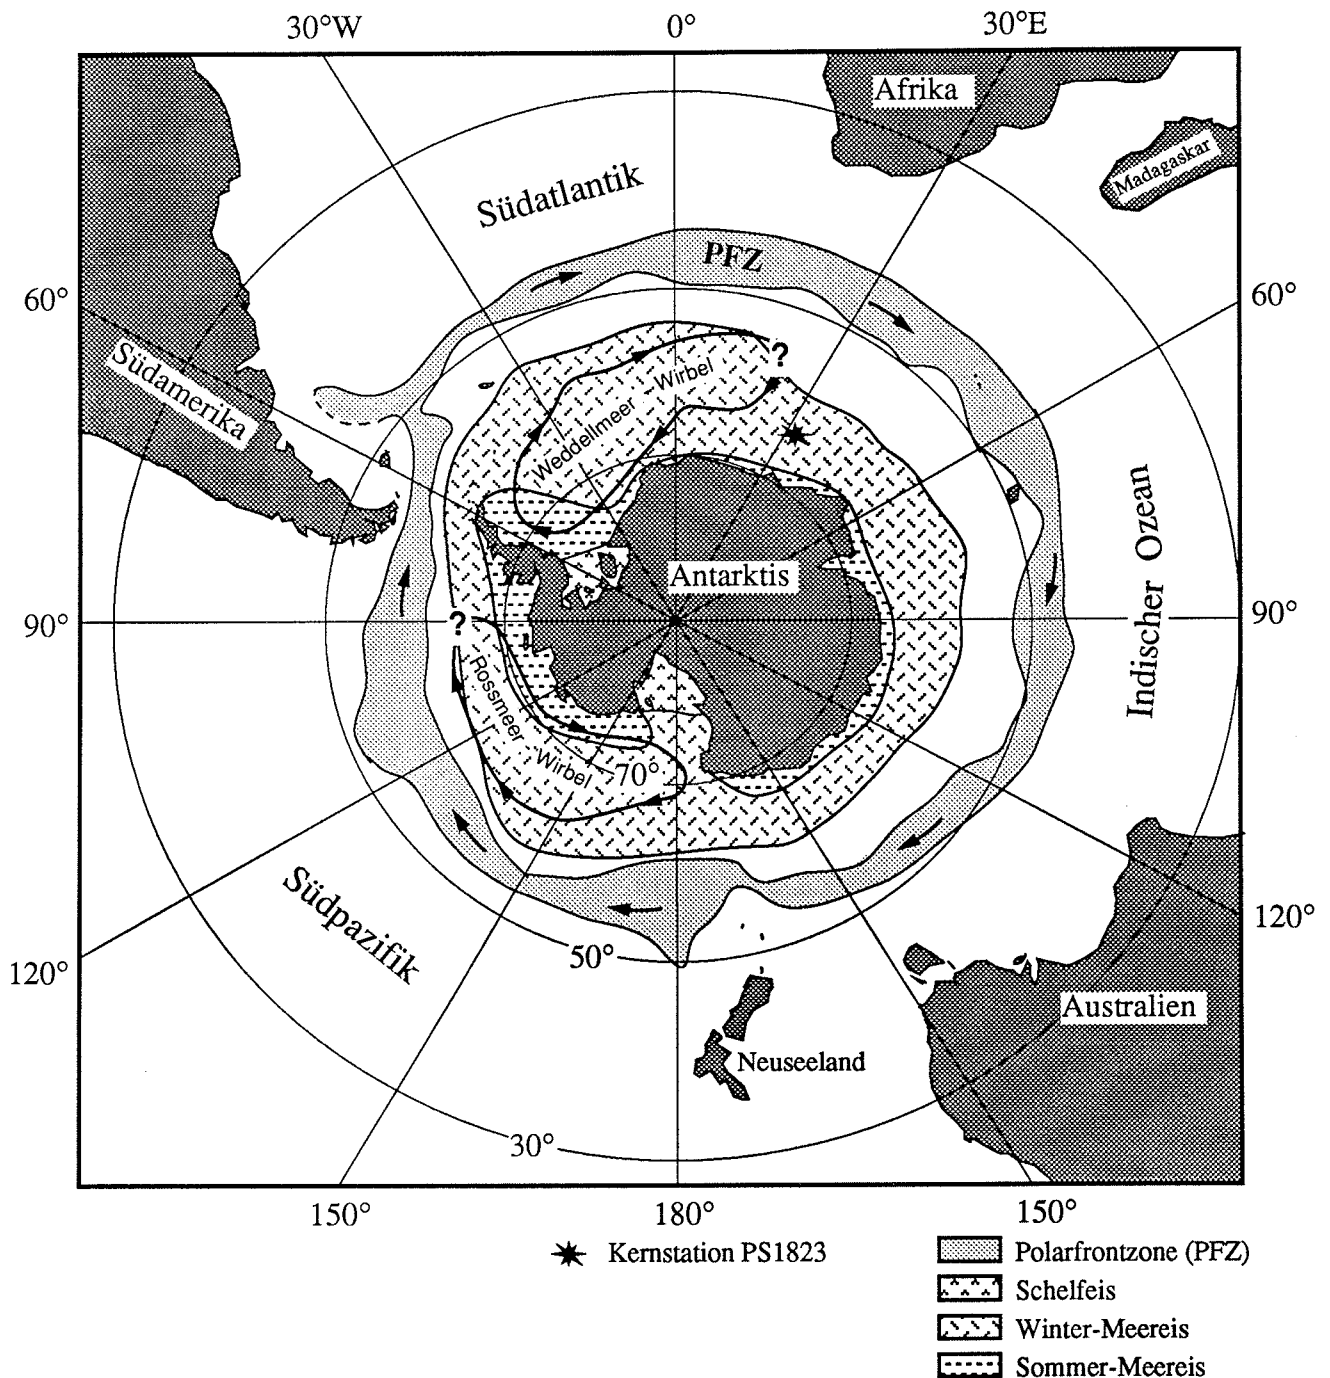 30°W
0°
30°E
Afrika
Madagaskar
Südatlantik
PFZ
60°
60°
Südamerika
?
Weddellmeer Wirbel
Indischer Ozean
Antarktis
90°
?
90°
Rossmeer Wirbel
70°
Südpazifik
50°
120°
120°
Australien
Neuseeland
30°
150°
180°
150°
Kernstation PS1823
Polarfrontzone (PFZ)
Schelfeis
Winter-Meereis
Sommer-Meereis